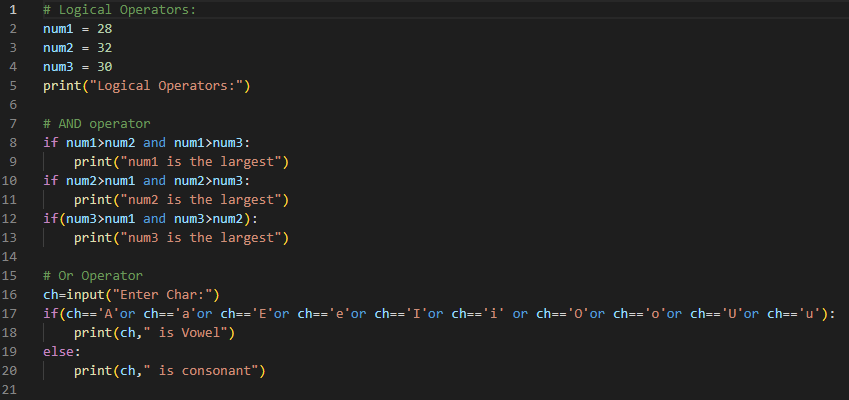 1 # Logical Operators:
2 num1 = 28
3 num2 = 32
4 num3 = 30
5 print("Logical Operators:")
6
7 # AND operator
8 if num1>num2 and num1>num3:
9     print("num1 is the largest")
10 if num2>num1 and num2>num3:
11     print("num2 is the largest")
12 if(num3>num1 and num3>num2):
13     print("num3 is the largest")
14
15 # Or Operator
16 ch=input("Enter Char:")
17 if(ch=='A'or ch=='a'or ch=='E'or ch=='e'or ch=='I'or ch=='i' or ch=='O'or ch=='o'or ch=='U'or ch=='u'):
18     print(ch," is Vowel")
19 else:
20     print(ch," is consonant")
21